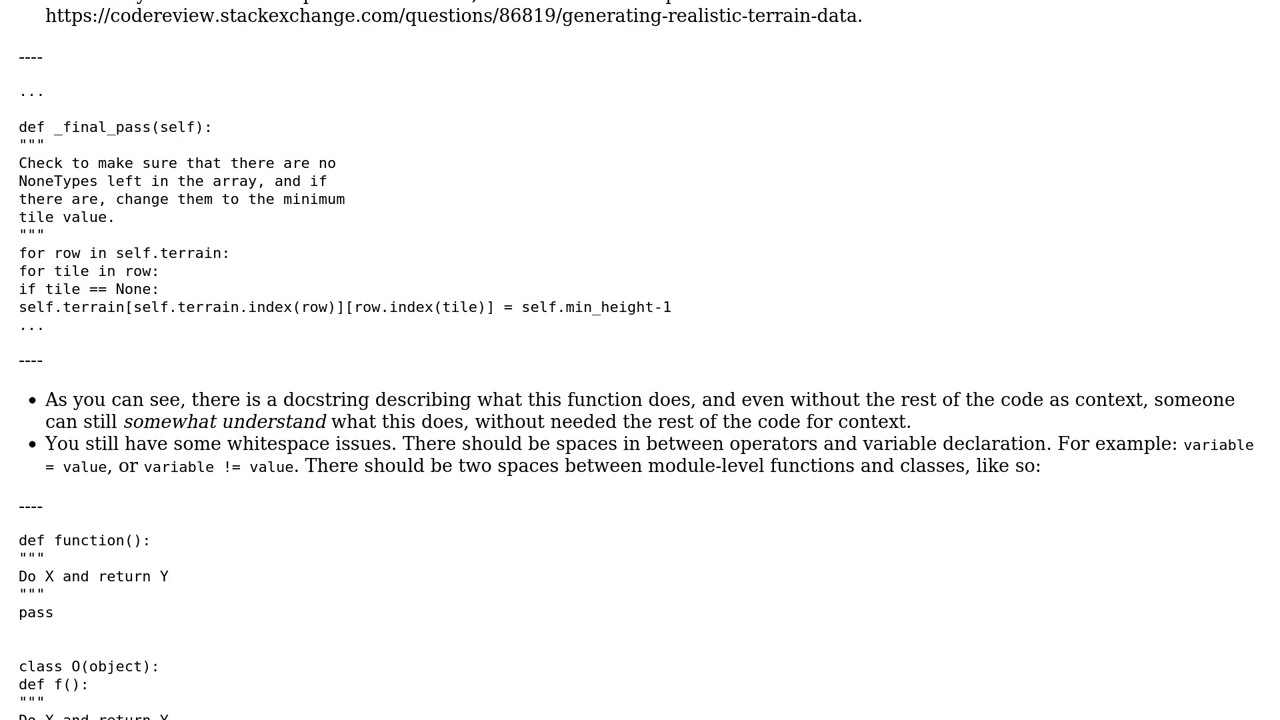 https://codereview.stackexchange.com/questions/86819/generating-realistic-terrain-data.
----
...
def _final_pass(self):
"""
Check to make sure that there are no
NoneTypes left in the array, and if
there are, change them to the minimum
tile value.
"""
for row in self.terrain:
for tile in row:
if tile == None:
self.terrain[self.terrain.index(row)][row.index(tile)] = self.min_height-1
...
----
• As you can see, there is a docstring describing what this function does, and even without the rest of the code as context, someone
can still somewhat understand what this does, without needed the rest of the code for context.
• You still have some whitespace issues. There should be spaces in between operators and variable declaration. For example: variable
= value, or variable != value. There should be two spaces between module-level functions and classes, like so:
----
def function():
"""
Do X and return Y
"""
pass
class O(object):
def f():
"""
Do X and return Y